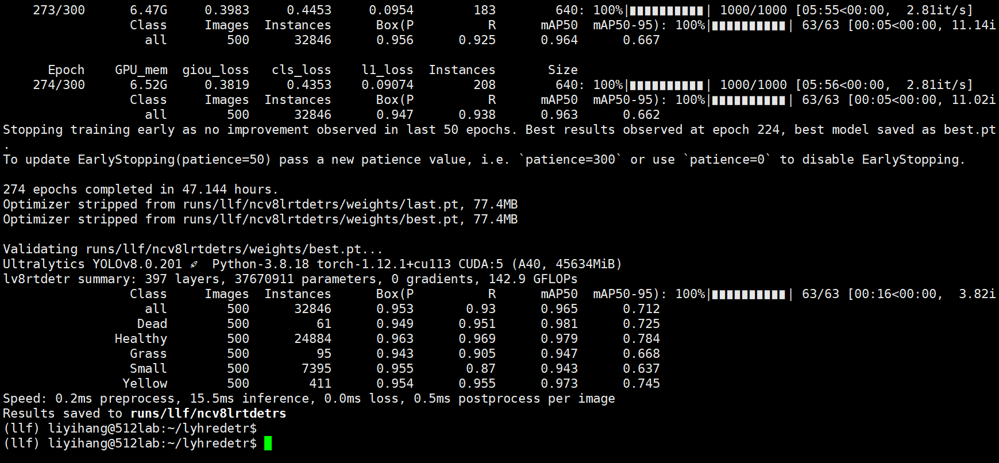 273/300 6.47G 0.3983 0.4453 0.0954 183 640: 100%|██████████| 1000/1000 [05:55<00:00, 2.81it/s]
Class Images Instances Box(P R mAP50 mAP50-95): 100%|██████████| 63/63 [00:05<00:00, 11.14i
all 500 32846 0.956 0.925 0.964 0.667
Epoch GPU_mem giou_loss cls_loss l1_loss Instances Size
274/300 6.52G 0.3819 0.4353 0.09074 208 640: 100%|██████████| 1000/1000 [05:56<00:00, 2.81it/s]
Class Images Instances Box(P R mAP50 mAP50-95): 100%|██████████| 63/63 [00:05<00:00, 11.02i
all 500 32846 0.947 0.938 0.963 0.662
Stopping training early as no improvement observed in last 50 epochs. Best results observed at epoch 224, best model saved as best.pt
.
To update EarlyStopping(patience=50) pass a new patience value, i.e. `patience=300` or use `patience=0` to disable EarlyStopping.
274 epochs completed in 47.144 hours.
Optimizer stripped from runs/llf/ncv8lrtdetrs/weights/last.pt, 77.4MB
Optimizer stripped from runs/llf/ncv8lrtdetrs/weights/best.pt, 77.4MB
Validating runs/llf/ncv8lrtdetrs/weights/best.pt...
Ultralytics YOLOv8.0.201 🚀 Python-3.8.18 torch-1.12.1+cu113 CUDA:5 (A40, 45634MiB)
lv8rtdetr summary: 397 layers, 37670911 parameters, 0 gradients, 142.9 GFLOPs
Class Images Instances Box(P R mAP50 mAP50-95): 100%|██████████| 63/63 [00:16<00:00, 3.82i
all 500 32846 0.953 0.93 0.965 0.712
Dead 500 61 0.949 0.951 0.981 0.725
Healthy 500 24884 0.963 0.969 0.979 0.784
Grass 500 95 0.943 0.905 0.947 0.668
Small 500 7395 0.955 0.87 0.943 0.637
Yellow 500 411 0.954 0.955 0.973 0.745
Speed: 0.2ms preprocess, 15.5ms inference, 0.0ms loss, 0.5ms postprocess per image
Results saved to runs/llf/ncv8lrtdetrs
(llf) liyihang@512lab:~/lyhredetr$
(llf) liyihang@512lab:~/lyhredetr$